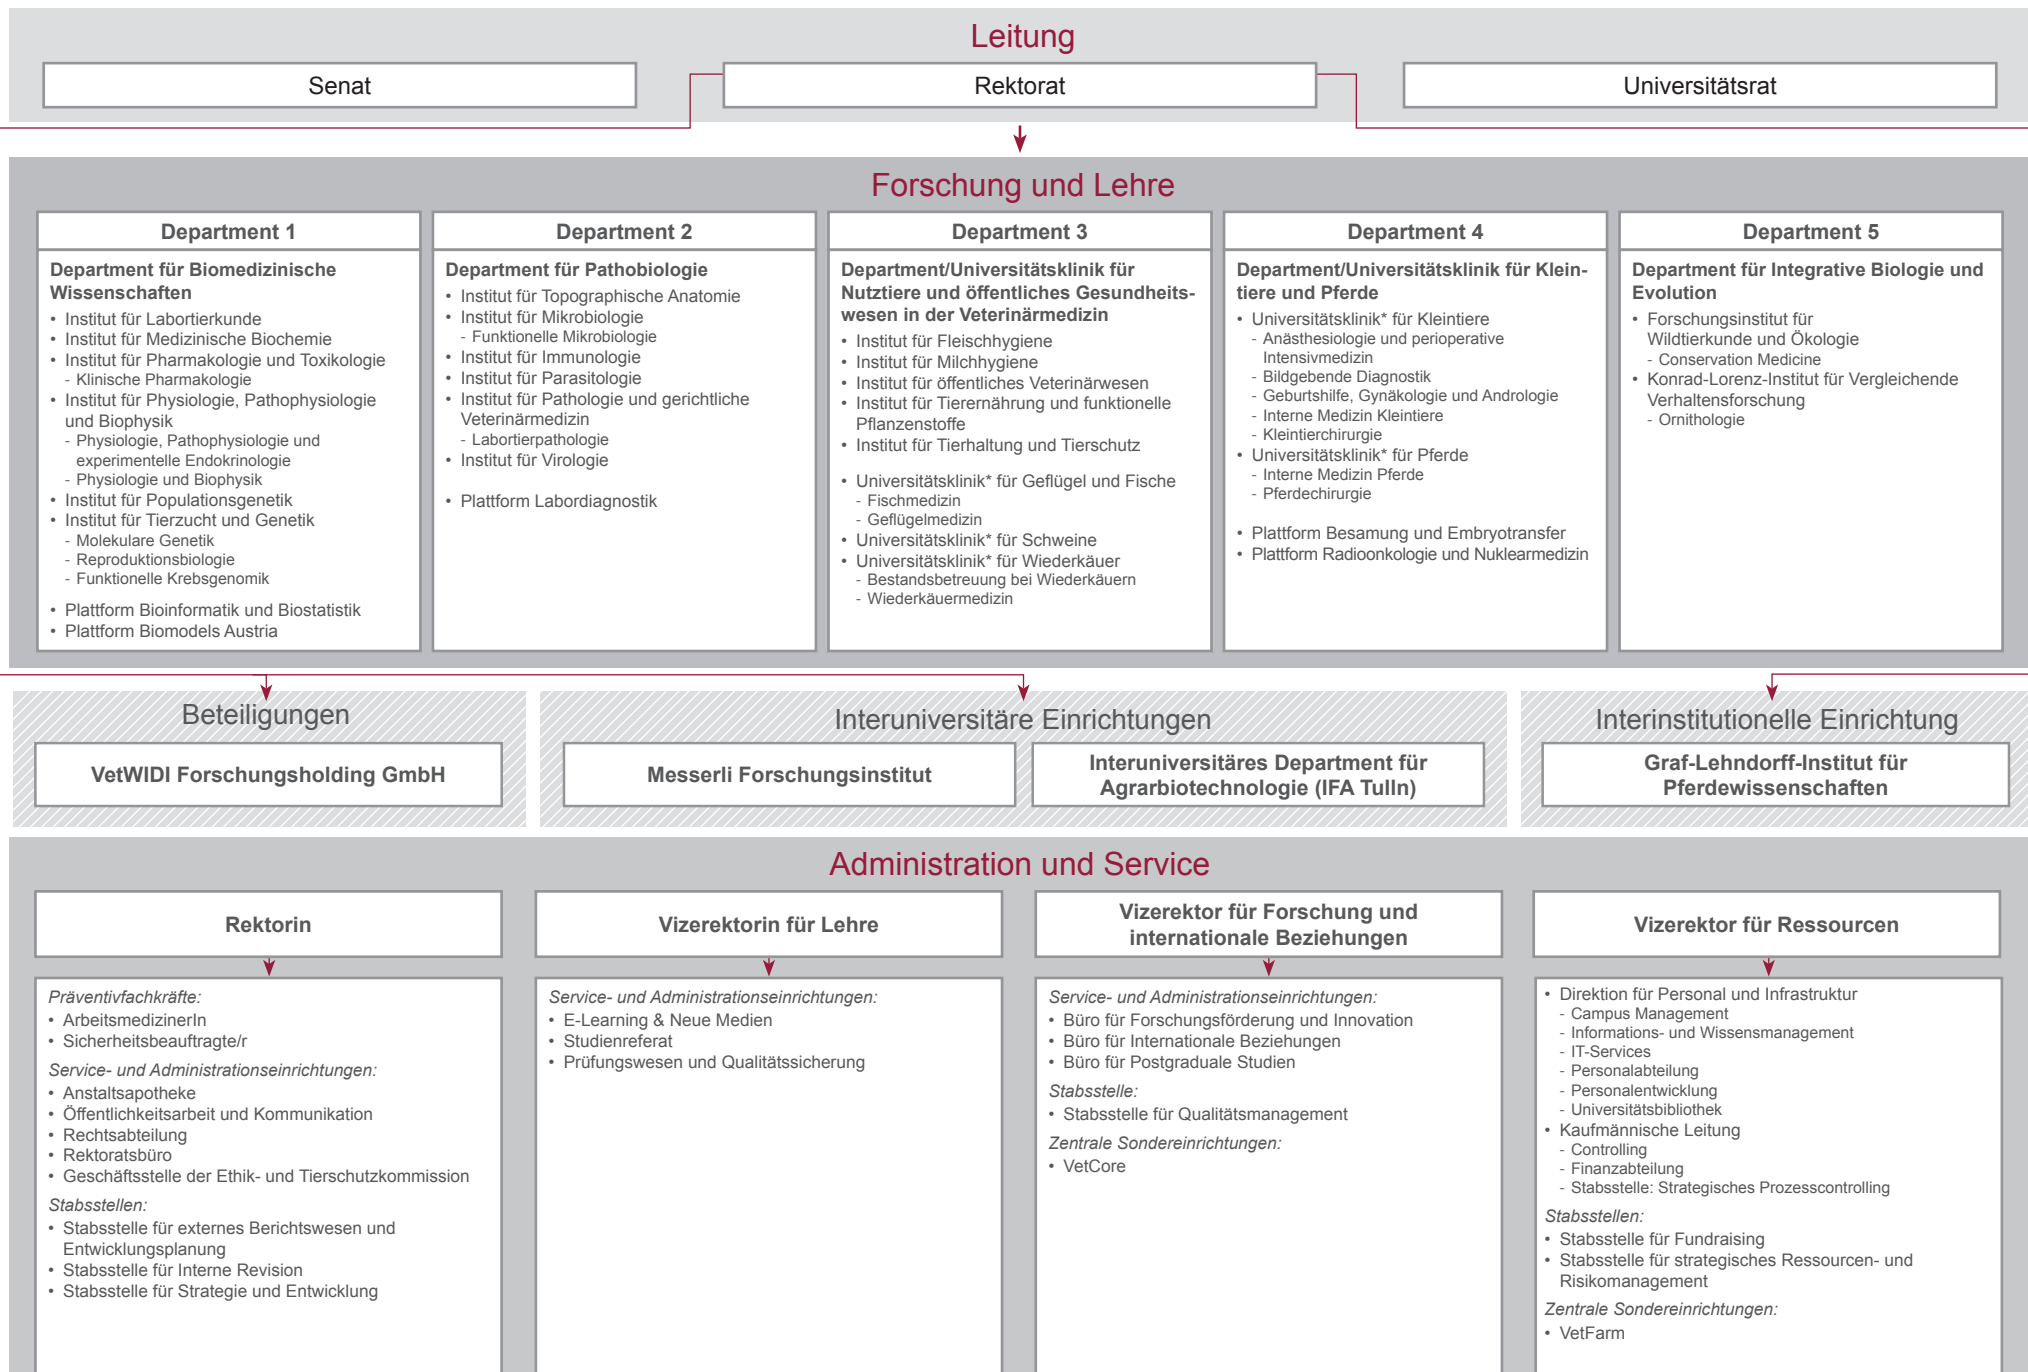 Leitung
Senat
Rektorat
Universitätsrat
Forschung und Lehre
Department 1
Department für Biomedizinische
Wissenschaften
• Institut für Labortierkunde
• Institut für Medizinische Biochemie
• Institut für Pharmakologie und Toxikologie
- Klinische Pharmakologie
• Institut für Physiologie, Pathophysiologie
und Biophysik
- Physiologie, Pathophysiologie und
experimentelle Endokrinologie
- Physiologie und Biophysik
• Institut für Populationsgenetik
• Institut für Tierzucht und Genetik
- Molekulare Genetik
- Reproduktionsbiologie
- Funktionelle Krebsgenomik
• Plattform Bioinformatik und Biostatistik
• Plattform Biomodels Austria
Department 2
Department für Pathobiologie
• Institut für Topographische Anatomie
• Institut für Mikrobiologie
- Funktionelle Mikrobiologie
• Institut für Immunologie
• Institut für Parasitologie
• Institut für Pathologie und gerichtliche
Veterinärmedizin
- Labortierpathologie
• Institut für Virologie
• Plattform Labordiagnostik
Department 3
Department/Universitätsklinik für
Nutztiere und öffentliches Gesundheits-
wesen in der Veterinärmedizin
• Institut für Fleischhygiene
• Institut für Milchhygiene
• Institut für öffentliches Veterinärwesen
• Institut für Tierernährung und funktionelle
Pflanzenstoffe
• Institut für Tierhaltung und Tierschutz
• Universitätsklinik* für Geflügel und Fische
- Fischmedizin
- Geflügelmedizin
• Universitätsklinik* für Schweine
• Universitätsklinik* für Wiederkäuer
- Bestandsbetreuung bei Wiederkäuern
- Wiederkäuermedizin
Department 4
Department/Universitätsklinik für Klein-
tiere und Pferde
• Universitätsklinik* für Kleintiere
- Anästhesiologie und perioperative
Intensivmedizin
- Bildgebende Diagnostik
- Geburtshilfe, Gynäkologie und Andrologie
- Interne Medizin Kleintiere
- Kleintierchirurgie
• Universitätsklinik* für Pferde
- Interne Medizin Pferde
- Pferdechirurgie
• Plattform Besamung und Embryotransfer
• Plattform Radioonkologie und Nuklearmedizin
Department 5
Department für Integrative Biologie und
Evolution
• Forschungsinstitut für
Wildtierkunde und Ökologie
- Conservation Medicine
• Konrad-Lorenz-Institut für Vergleichende
Verhaltensforschung
- Ornithologie
Beteiligungen
VetWIDI Forschungsholding GmbH
Interuniversitäre Einrichtungen
Messerli Forschungsinstitut
Interuniversitäres Department für
Agrarbiotechnologie (IFA Tulln)
Interinstitutionelle Einrichtung
Graf-Lehndorff-Institut für
Pferdewissenschaften
Administration und Service
Rektorin
Präventivfachkräfte:
• ArbeitsmedizinerIn
• Sicherheitsbeauftragte/r
Service- und Administrationseinrichtungen:
• Anstaltsapotheke
• Öffentlichkeitsarbeit und Kommunikation
• Rechtsabteilung
• Rektoratsbüro
• Geschäftsstelle der Ethik- und Tierschutzkommission
Stabsstellen:
• Stabsstelle für externes Berichtswesen und
Entwicklungsplanung
• Stabsstelle für Interne Revision
• Stabsstelle für Strategie und Entwicklung
Vizerektorin für Lehre
Service- und Administrationseinrichtungen:
• E-Learning & Neue Medien
• Studienreferat
• Prüfungswesen und Qualitätssicherung
Vizerektor für Forschung und
internationale Beziehungen
Service- und Administrationseinrichtungen:
• Büro für Forschungsförderung und Innovation
• Büro für Internationale Beziehungen
• Büro für Postgraduale Studien
Stabsstelle:
• Stabsstelle für Qualitätsmanagement
Zentrale Sondereinrichtungen:
• VetCore
Vizerektor für Ressourcen
• Direktion für Personal und Infrastruktur
- Campus Management
- Informations- und Wissensmanagement
- IT-Services
- Personalabteilung
- Personalentwicklung
- Universitätsbibliothek
• Kaufmännische Leitung
- Controlling
- Finanzabteilung
- Stabsstelle: Strategisches Prozesscontrolling
Stabsstellen:
• Stabsstelle für Fundraising
• Stabsstelle für strategisches Ressourcen- und
Risikomanagement
Zentrale Sondereinrichtungen:
• VetFarm